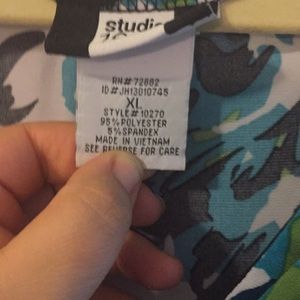 studio
RN# 72882
ID# JH13010745
XL
STYLE# 10270
95% POLYESTER
5% SPANDEX
MADE IN VIETNAM
SEE REVERSE FOR CARE